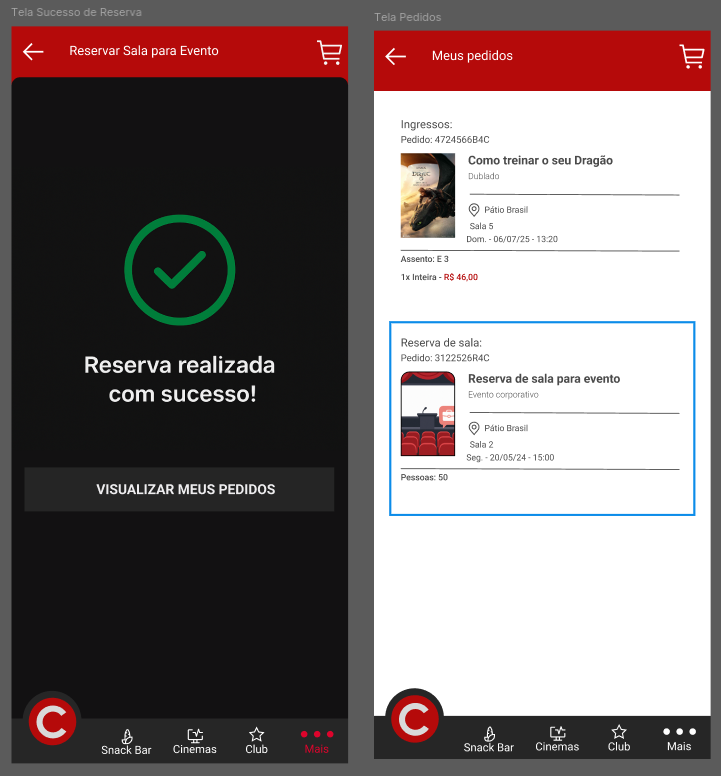 Tela Sucesso de Reserva
Reservar Sala para Evento
Reserva realizada
com sucesso!
VISUALIZAR MEUS PEDIDOS
C
Snack Bar
Cinemas
Club
Mais
Tela Pedidos
Meus pedidos
Ingressos:
Pedido: 4724566B4C
Como treinar o seu Dragão
Dublado
Pátio Brasil
Sala 5
Dom. - 06/07/25 - 13:20
Assento: E 3
1x Inteira - R$ 46,00
Reserva de sala:
Pedido: 3122526R4C
Reserva de sala para evento
Evento corporativo
Pátio Brasil
Sala 2
Seg. - 20/05/24 - 15:00
Pessoas: 50
C
Snack Bar
Cinemas
Club
Mais